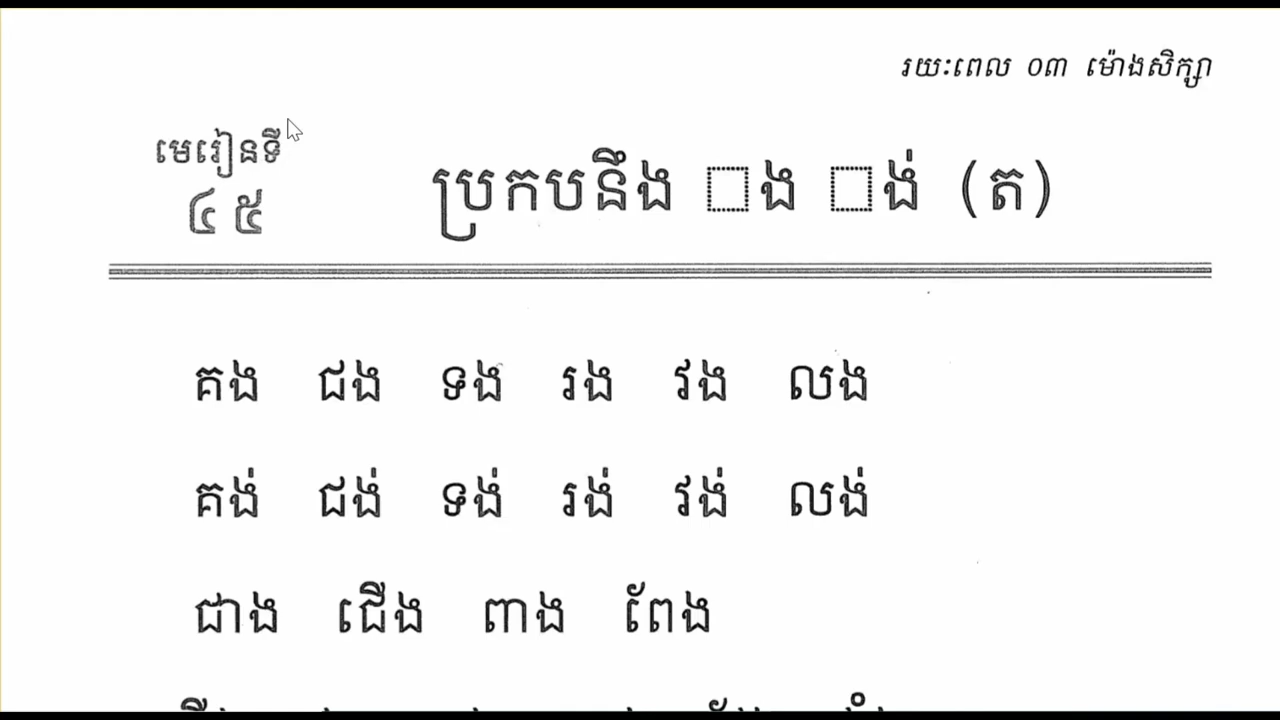 រយៈពេល ០៣ ម៉ោងសិក្សា
មេរៀនទី
៤៥
ប្រកបនឹង □ង □ង់ (ត)
គង ជង ទង រង វង លង
គង់ ជង់ ទង់ រង់ វង់ លង់
ជាង ជើង ពាង ពែង